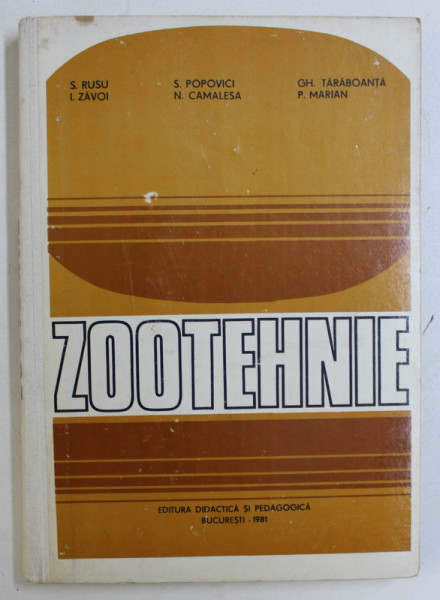 S. RUSU S. POPOVICI GH. TĂRĂBOANȚĂ
I. ZĂVOI N. CAMALESA P. MARIAN
ZOOTEHNIE
EDITURA DIDACTICĂ ȘI PEDAGOGICĂ
BUCUREȘTI - 1981